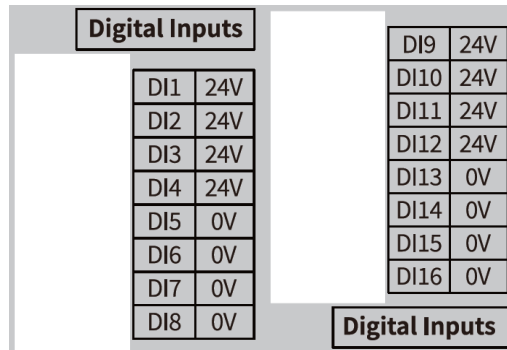 Digital Inputs
DI1 24V
DI2 24V
DI3 24V
DI4 24V
DI5 0V
DI6 0V
DI7 0V
DI8 0V
DI9 24V
DI10 24V
DI11 24V
DI12 24V
DI13 0V
DI14 0V
DI15 0V
DI16 0V
Digital Inputs